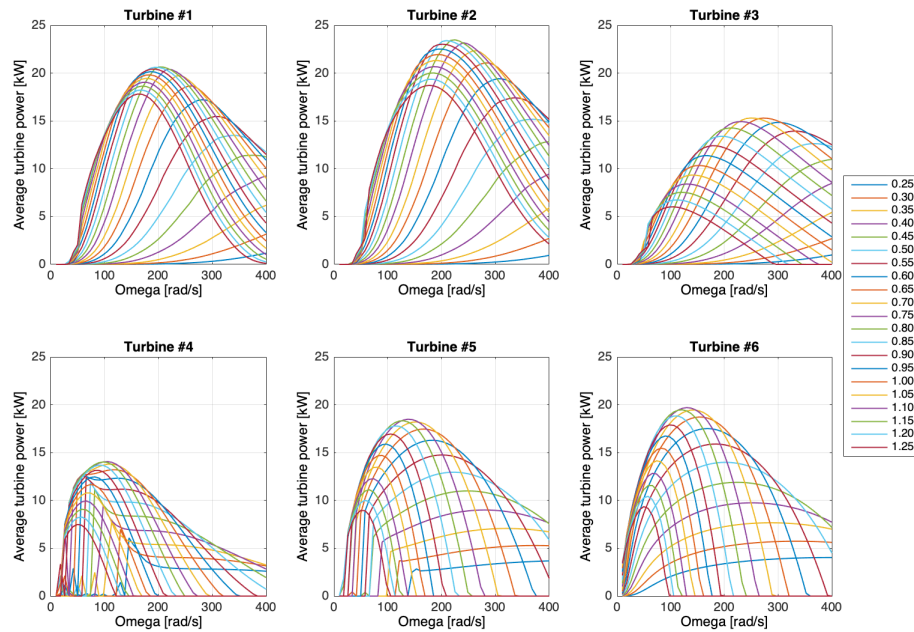 Turbine #1
Average turbine power [kW]
25
20
15
10
5
0
0 100 200 300 400
Omega [rad/s]
Turbine #2
Average turbine power [kW]
25
20
15
10
5
0
0 100 200 300 400
Omega [rad/s]
Turbine #3
Average turbine power [kW]
25
20
15
10
5
0
0 100 200 300 400
Omega [rad/s]
0.25
0.30
0.35
0.40
0.45
0.50
0.55
0.60
0.65
0.70
0.75
0.80
0.85
0.90
0.95
1.00
1.05
1.10
1.15
1.20
1.25
Turbine #4
Average turbine power [kW]
25
20
15
10
5
0
0 100 200 300 400
Omega [rad/s]
Turbine #5
Average turbine power [kW]
25
20
15
10
5
0
0 100 200 300 400
Omega [rad/s]
Turbine #6
Average turbine power [kW]
25
20
15
10
5
0
0 100 200 300 400
Omega [rad/s]